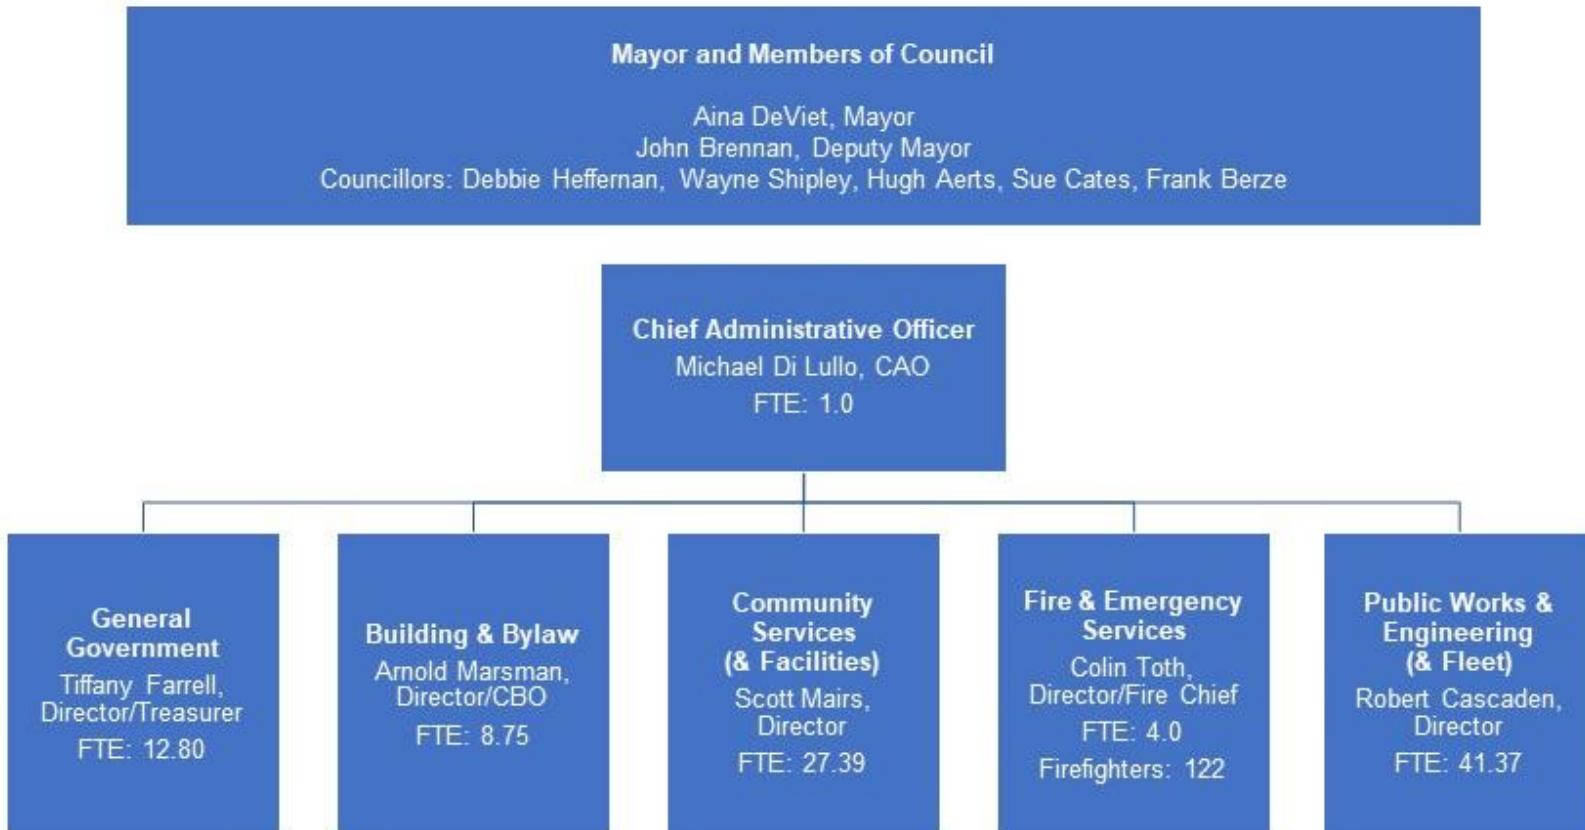 Mayor and Members of Council
Aina DeViet, Mayor
John Brennan, Deputy Mayor
Councillors: Debbie Heffernan, Wayne Shipley, Hugh Aerts, Sue Cates, Frank Berze
Chief Administrative Officer
Michael Di Lullo, CAO
FTE: 1.0
General
Government
Tiffany Farrell,
Director/Treasurer
FTE: 12.80
Building & Bylaw
Arnold Marsman,
Director/CBO
FTE: 8.75
Community
Services
(& Facilities)
Scott Mairs,
Director
FTE: 27.39
Fire & Emergency
Services
Colin Toth,
Director/Fire Chief
FTE: 4.0
Firefighters: 122
Public Works &
Engineering
(& Fleet)
Robert Cascaden,
Director
FTE: 41.37